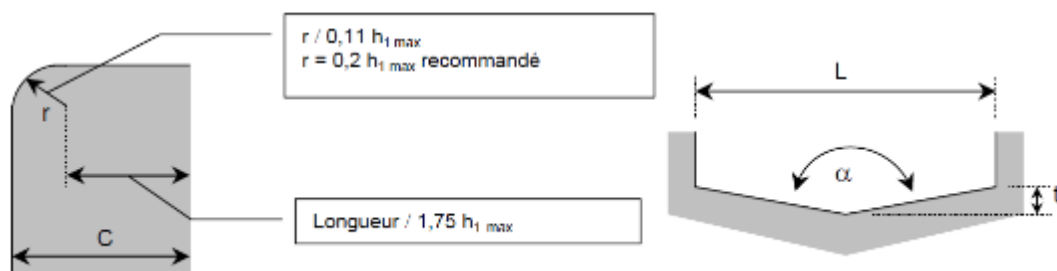 r / 0,11 h1 max
r = 0,2 h1 max recommandé
L
r
α
t
Longueur / 1,75 h1 max
C